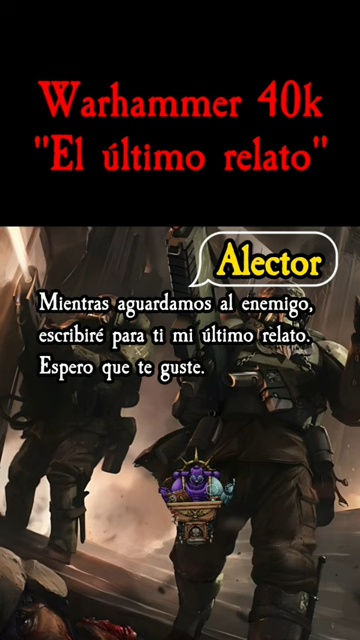 Warhammer 40k
"El último relato"
Alector
Mientras aguardamos al enemigo,
escribiré para ti mi último relato.
Espero que te guste.